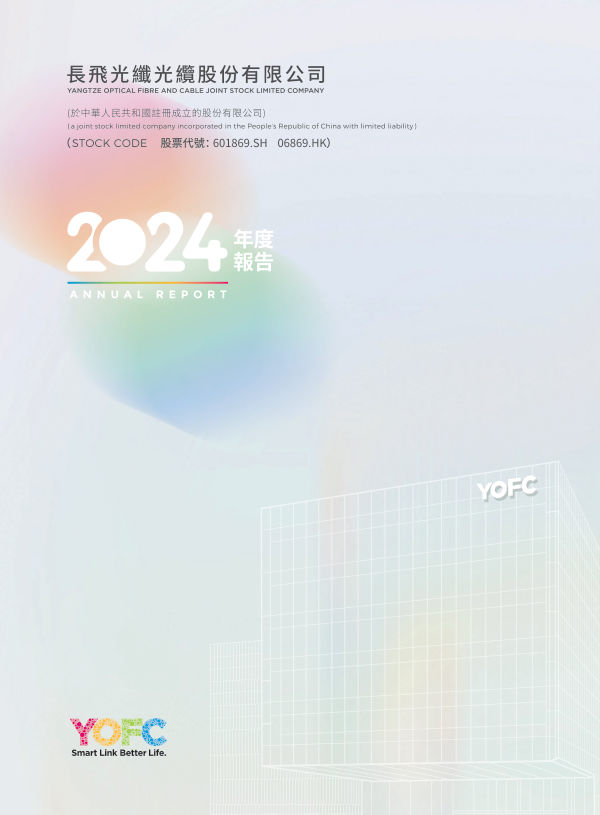 長飛光纖光纜股份有限公司
YANGTZE OPTICAL FIBRE AND CABLE JOINT STOCK LIMITED COMPANY
(於中華人民共和國註冊成立的股份有限公司)
(a joint stock limited company incorporated in the People's Republic of China with limited liability)
(STOCK CODE 股票代號: 601869.SH 06869.HK)
2024 年度報告
ANNUAL REPORT
YOFC
YOFC
Smart Link Better Life.